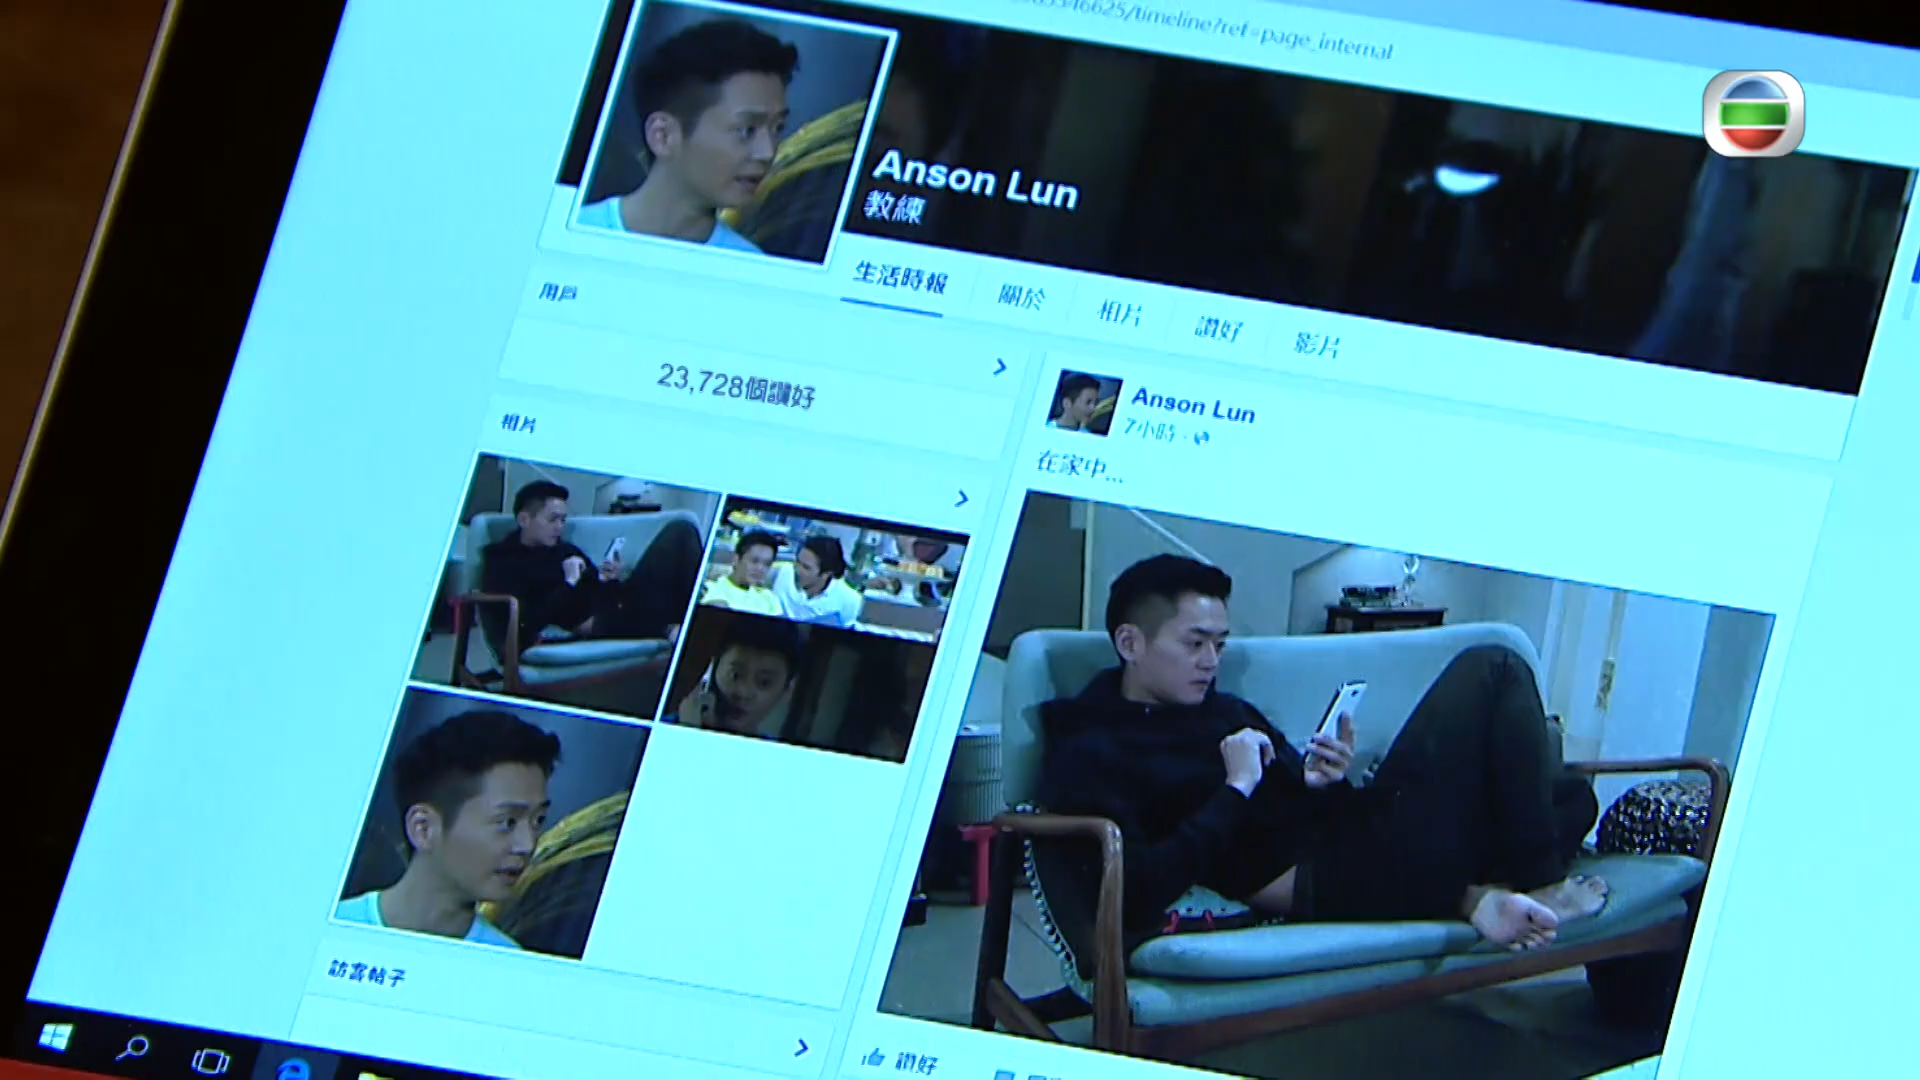 6625/timeline?ref=page_internal
Anson Lun
教練
生活時報
關於
相片
讚好
影片
用戶
23,728個讚好
相片
Anson Lun
7小時
在家中...
訪客帖子
讚好